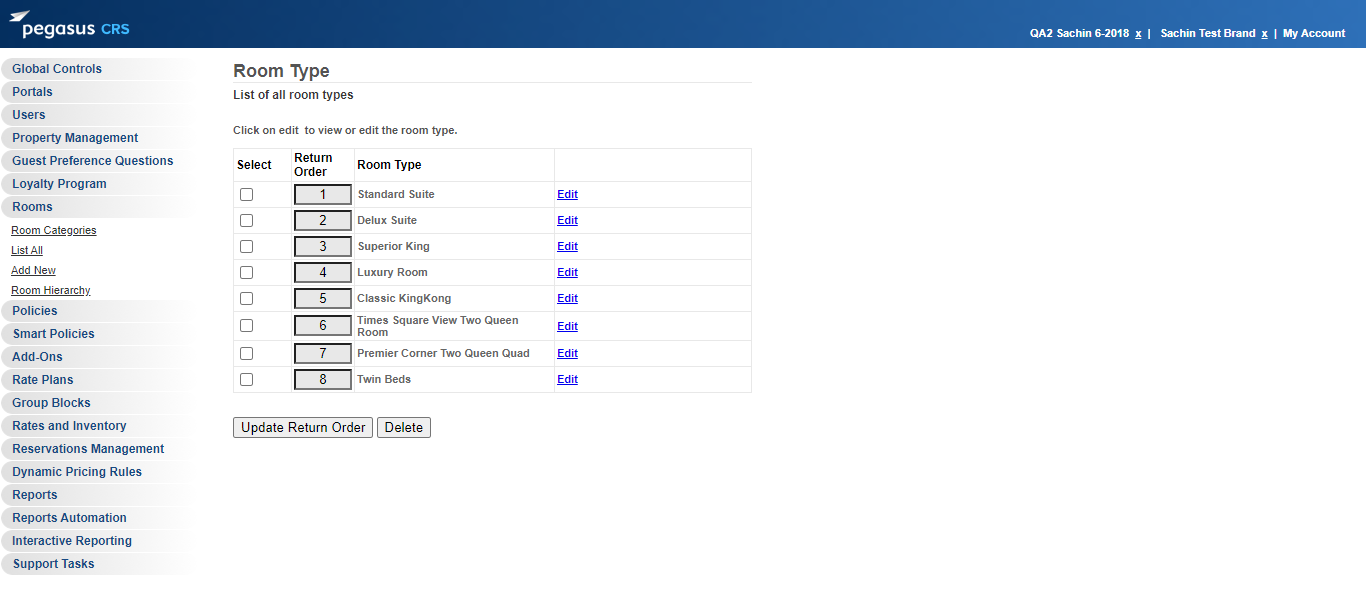 pegasus CRS
QA2 Sachin 6-2018 x | Sachin Test Brand x | My Account
Global Controls
Portals
Users
Property Management
Guest Preference Questions
Loyalty Program
Rooms
Room Categories
List All
Add New
Room Hierarchy
Policies
Smart Policies
Add-Ons
Rate Plans
Group Blocks
Rates and Inventory
Reservations Management
Dynamic Pricing Rules
Reports
Reports Automation
Interactive Reporting
Support Tasks
Room Type
List of all room types
Click on edit to view or edit the room type.
Select Return Order Room Type
1 Standard Suite Edit
2 Delux Suite Edit
3 Superior King Edit
4 Luxury Room Edit
5 Classic KingKong Edit
6 Times Square View Two Queen Room Edit
7 Premier Corner Two Queen Quad Edit
8 Twin Beds Edit
Update Return Order Delete